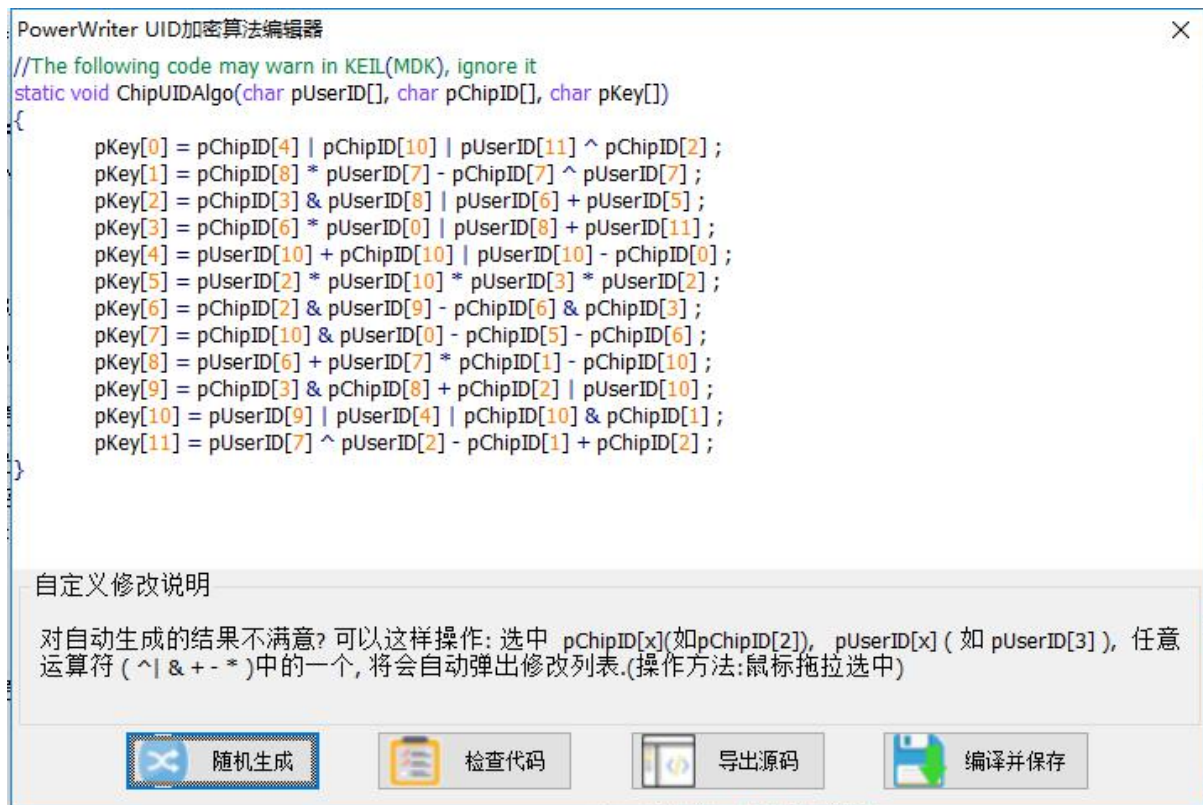 PowerWriter UID加密算法编辑器
//The following code may warn in KEIL(MDK), ignore it
static void ChipUIDAlgo(char pUserID[], char pChipID[], char pKey[])
{
pKey[0] = pChipID[4] | pChipID[10] | pUserID[11] ^ pChipID[2] ;
pKey[1] = pChipID[8] * pUserID[7] - pChipID[7] ^ pUserID[7] ;
pKey[2] = pChipID[3] & pUserID[8] | pUserID[6] + pUserID[5] ;
pKey[3] = pChipID[6] * pUserID[0] | pUserID[8] + pUserID[11] ;
pKey[4] = pUserID[10] + pChipID[10] | pUserID[10] - pChipID[0] ;
pKey[5] = pUserID[2] * pUserID[10] * pUserID[3] * pUserID[2] ;
pKey[6] = pChipID[2] & pUserID[9] - pChipID[6] & pChipID[3] ;
pKey[7] = pChipID[10] & pUserID[0] - pChipID[5] - pChipID[6] ;
pKey[8] = pUserID[6] + pUserID[7] * pChipID[1] - pChipID[10] ;
pKey[9] = pChipID[3] & pChipID[8] + pChipID[2] | pUserID[10] ;
pKey[10] = pUserID[9] | pUserID[4] | pChipID[10] & pChipID[1] ;
pKey[11] = pUserID[7] ^ pUserID[2] - pChipID[1] + pChipID[2] ;
}
自定义修改说明
对自动生成的结果不满意? 可以这样操作: 选中 pChipID[x](如pChipID[2]), pUserID[x] ( 如 pUserID[3] ), 任意
运算符 ( ^| & + - * )中的一个, 将会自动弹出修改列表.(操作方法:鼠标拖拉选中)
随机生成 检查代码 导出源码 编译并保存